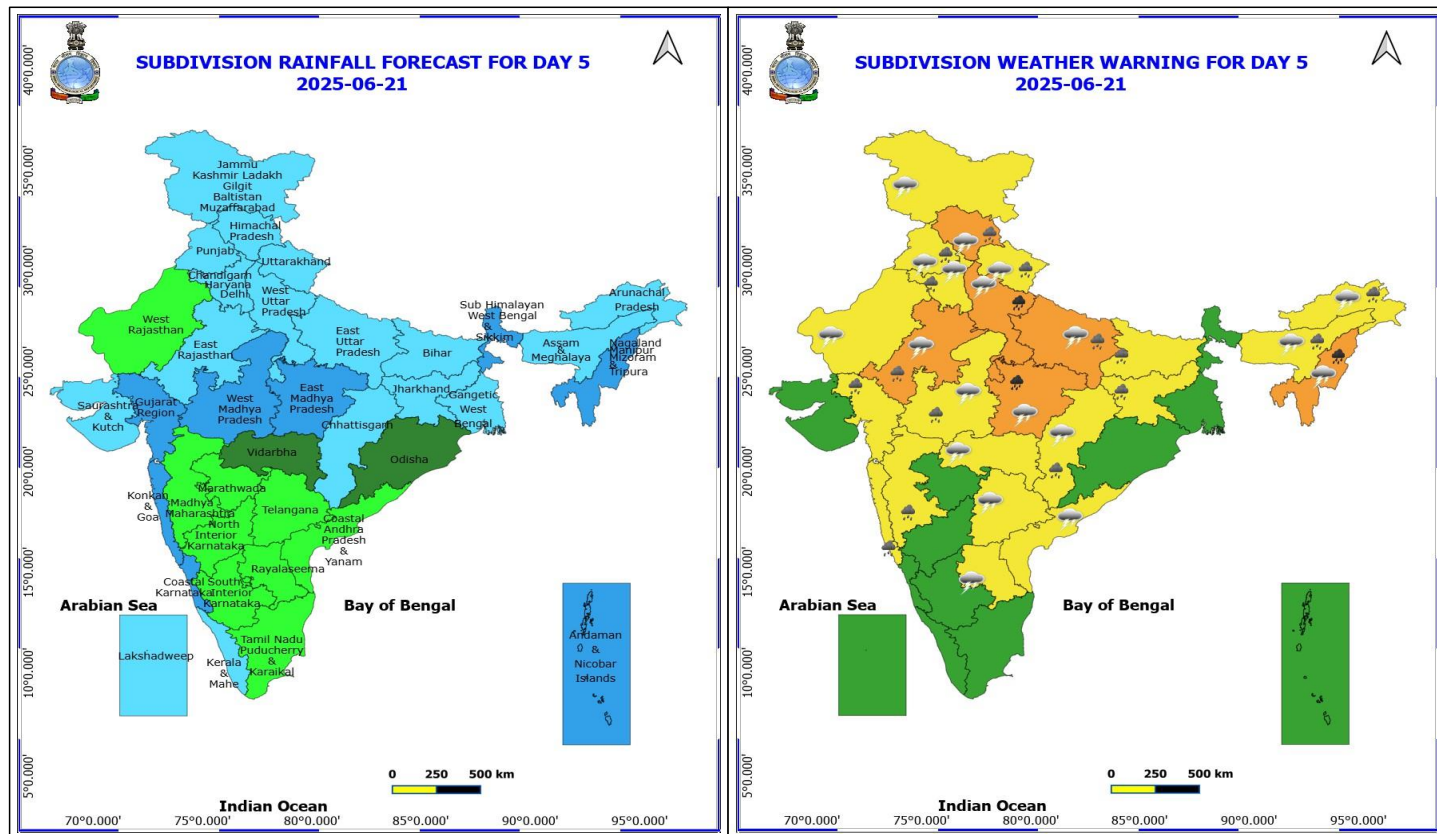 SUBDIVISION RAINFALL FORECAST FOR DAY 5
2025-06-21
40°0.000'
35°0.000'
30°0.000'
25°0.000'
20°0.000'
15°0.000'
10°0.000'
5°0.000'
Jammu
Kashmir Ladakh
Gilgit
Baltistan
Muzaffarabad
Himachal
Pradesh
Punjab
Uttarakhand
Chandigarh
Haryana
Delhi
West
Uttar
Pradesh
West
Rajasthan
East
Rajasthan
East
Uttar
Pradesh
Bihar
Sub Himalayan
West Bengal
&
Sikkim
Arunachal
Pradesh
Assam
&
Meghalaya
Nagaland
Manipur
Mizoram
&
Tripura
Jharkhand
Gangetic
West
Bengal
Saurashtra
&
Kutch
Gujarat
Region
West
Madhya
Pradesh
East
Madhya
Pradesh
Chhattisgarh
Vidarbha
Odisha
Konkan
&
Goa
Marathwada
Madhya
Maharashtra
North
Interior
Karnataka
Telangana
Coastal
Andhra
Pradesh
&
Yanam
Rayalaseema
Coastal
Karnataka
South
Interior
Karnataka
Arabian Sea
Bay of Bengal
Lakshadweep
Kerala
&
Mahe
Tamil Nadu
Puducherry
&
Karaikal
Andaman
&
Nicobar
Islands
0 250 500 km
Indian Ocean
70°0.000' 75°0.000' 80°0.000' 85°0.000' 90°0.000' 95°0.000'
SUBDIVISION WEATHER WARNING FOR DAY 5
2025-06-21
40°0.000'
35°0.000'
30°0.000'
25°0.000'
20°0.000'
15°0.000'
10°0.000'
5°0.000'
Arabian Sea
Bay of Bengal
0 250 500 km
Indian Ocean
70°0.000' 75°0.000' 80°0.000' 85°0.000' 90°0.000' 95°0.000'